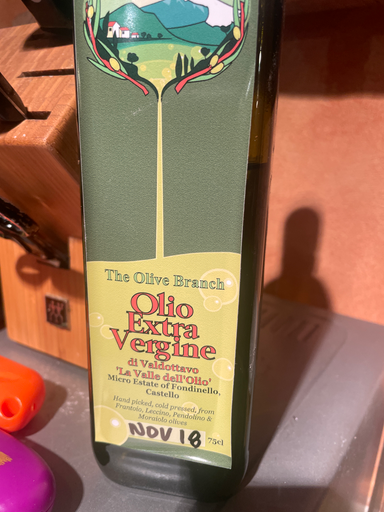 The Olive Branch
Olio
Extra
Vergine
di Valdottavo
'La Valle dell'Olio'
Micro Estate of Fondinello,
Castello
Hand picked, cold pressed, from
Frantoio, Leccino, Pendolino &
Moraiolo olives
NOV 18 75cl